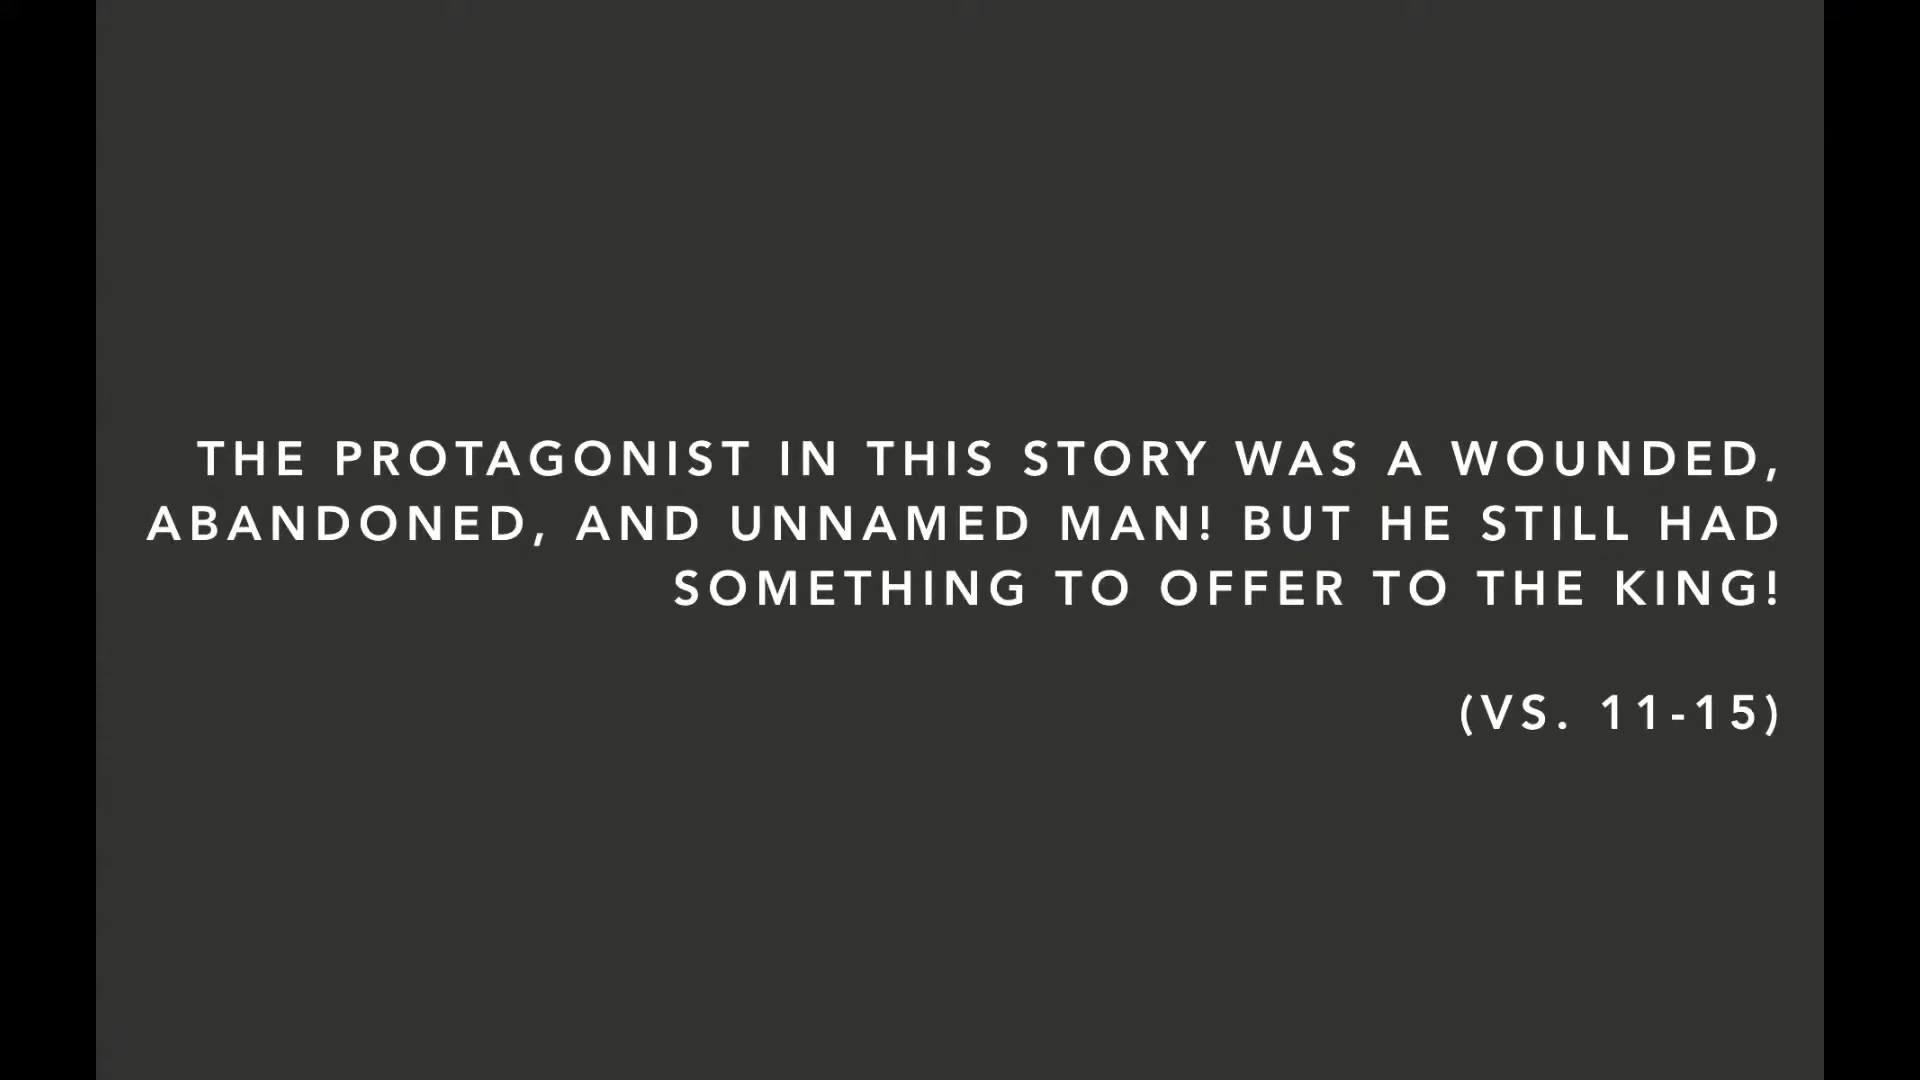 THE PROTAGONIST IN THIS STORY WAS A WOUNDED,
ABANDONED, AND UNNAMED MAN! BUT HE STILL HAD
SOMETHING TO OFFER TO THE KING!
(VS. 11-15)